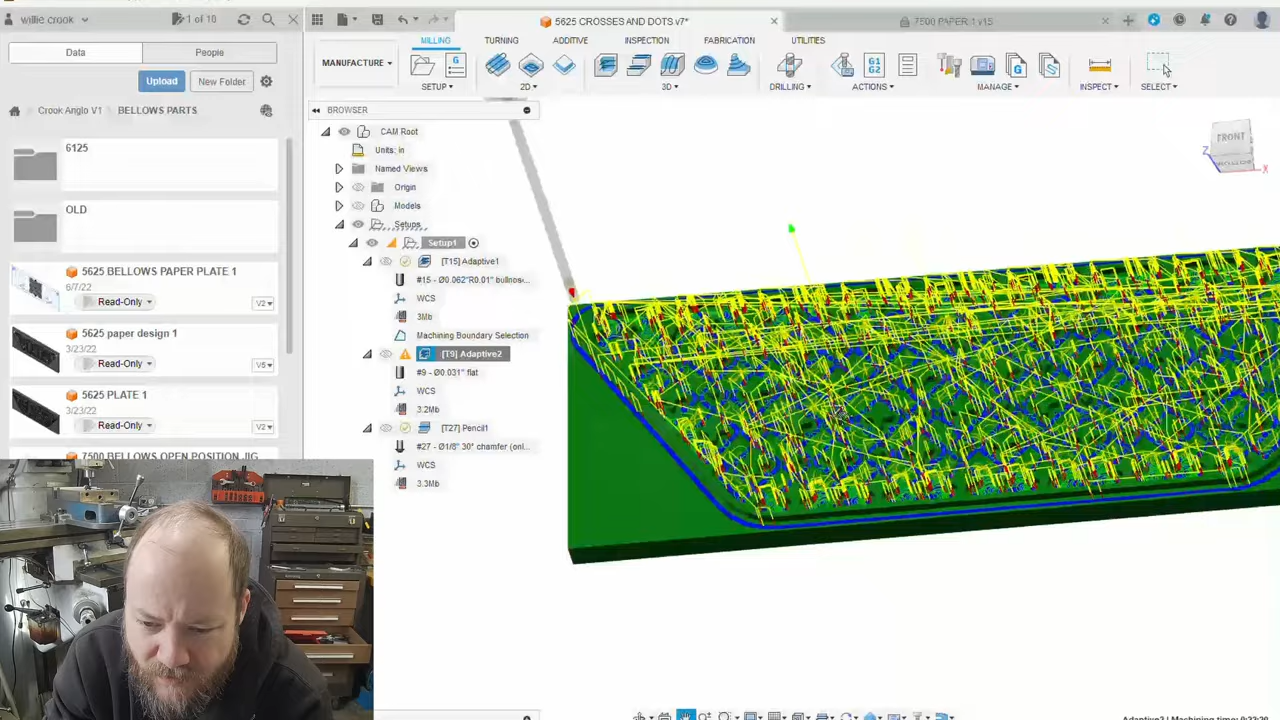 willie crook
1 of 10
5625 CROSSES AND DOTS v7*
7500 PAPER 1 v15
Data
People
MILLING
TURNING
ADDITIVE
INSPECTION
FABRICATION
UTILITIES
MANUFACTURE
Upload
New Folder
SETUP
2D
3D
DRILLING
ACTIONS
MANAGE
INSPECT
SELECT
G1
G2
Crook Anglo V1
BELLOWS PARTS
BROWSER
CAM Root
Units: in
Named Views
Origin
Models
Setups
Setup1
[T15] Adaptive1
#15 - Ø0.062"R0.01" bullnos...
WCS
3Mb
Machining Boundary Selection
[T9] Adaptive2
#9 - Ø0.031" flat
WCS
3.2Mb
[T27] Pencil1
#27 - Ø1/8" 30° chamfer (onl...
WCS
3.3Mb
6125
OLD
5625 BELLOWS PAPER PLATE 1
6/7/22
Read-Only
V2
5625 paper design 1
3/23/22
Read-Only
V5
5625 PLATE 1
3/23/22
Read-Only
V2
7500 BELLOWS OPEN POSITION JIG
FRONT
Z
X